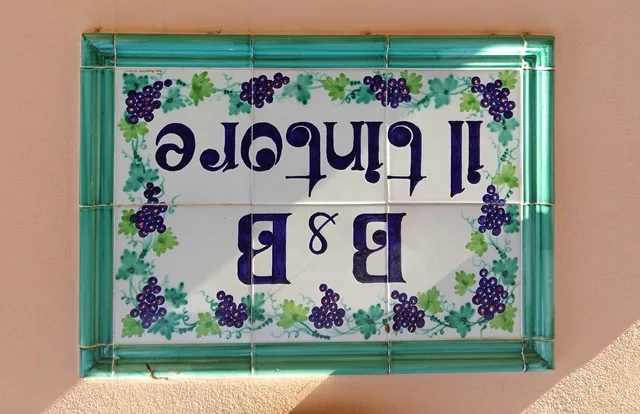 B & B
il tintore